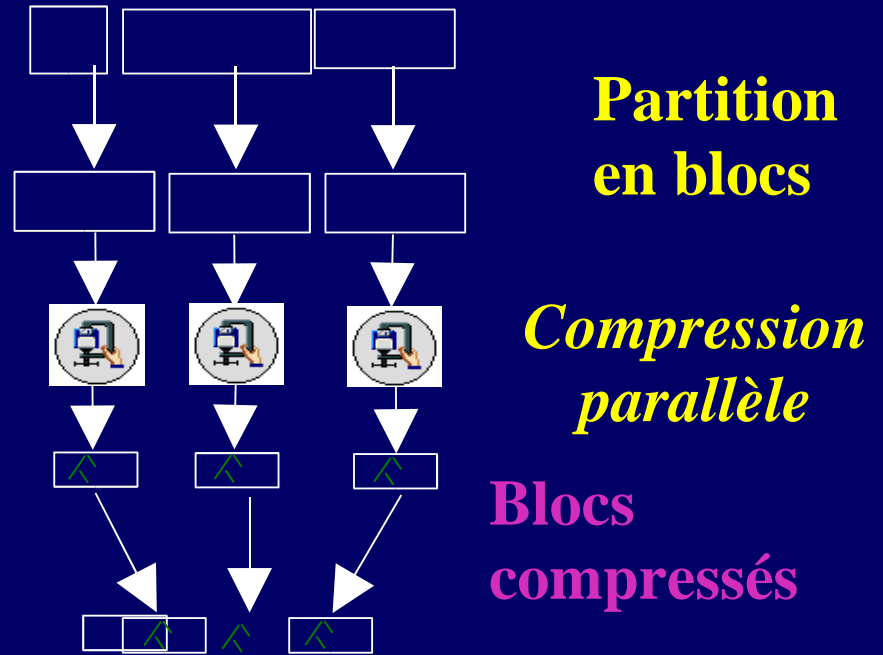 Partition
en blocs
Compression
parallèle
Blocs
compressés